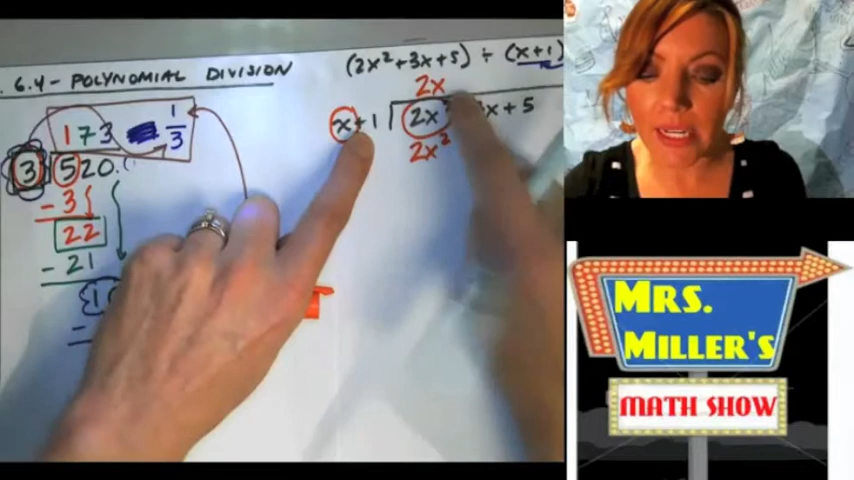 6.4 - POLYNOMIAL DIVISION
(2x² + 3x + 5) ÷ (x+1)
2x
x+1 2x x + 5
2x²
173 1/3
3 520.
- 3
22
- 21
1
-
MRS.
MILLER'S
MATH SHOW